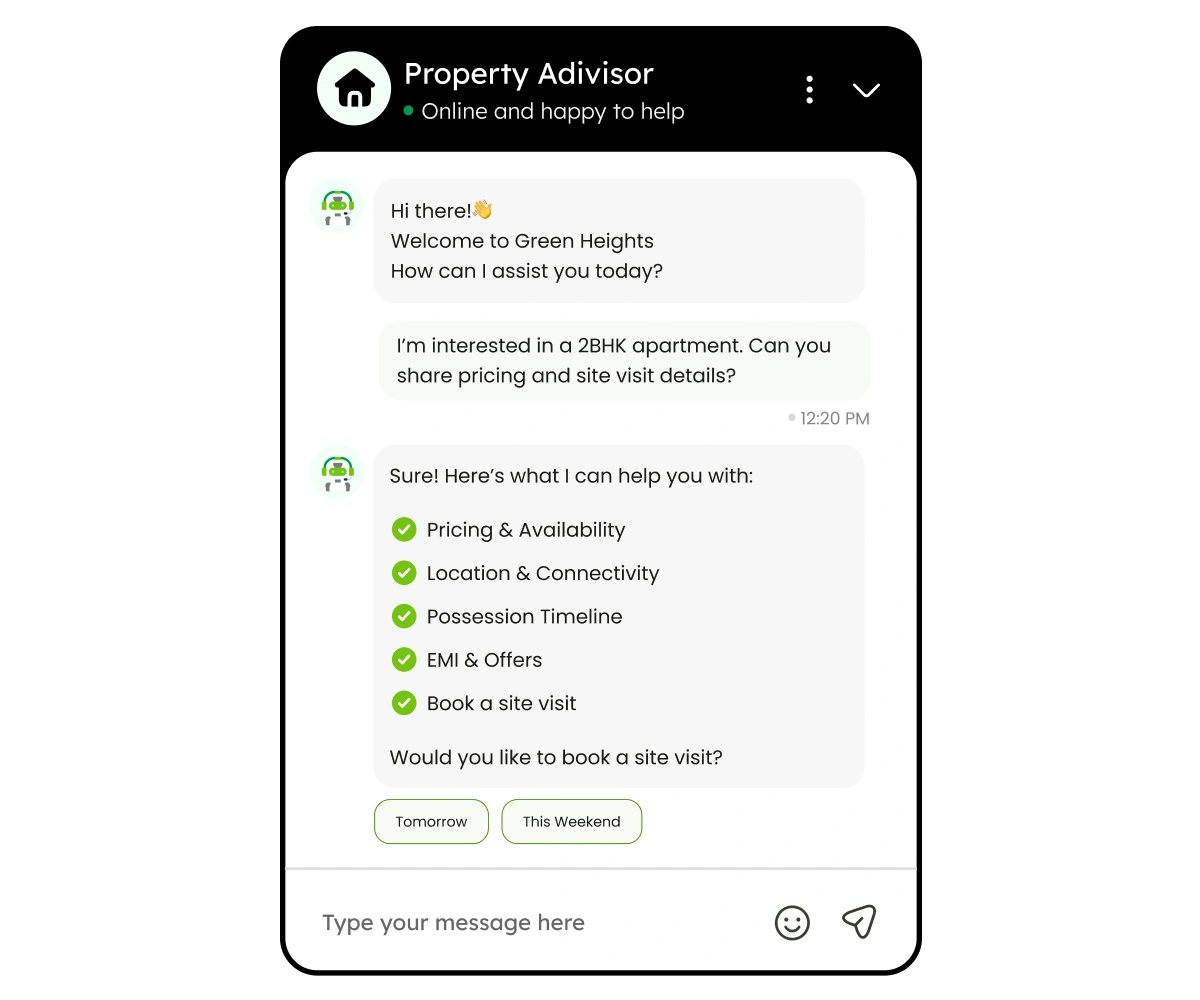 Property Adivisor
Online and happy to help
Hi there!👋
Welcome to Green Heights
How can I assist you today?
I’m interested in a 2BHK apartment. Can you
share pricing and site visit details?
12:20 PM
Sure! Here’s what I can help you with:
Pricing & Availability
Location & Connectivity
Possession Timeline
EMI & Offers
Book a site visit
Would you like to book a site visit?
Tomorrow
This Weekend
Type your message here